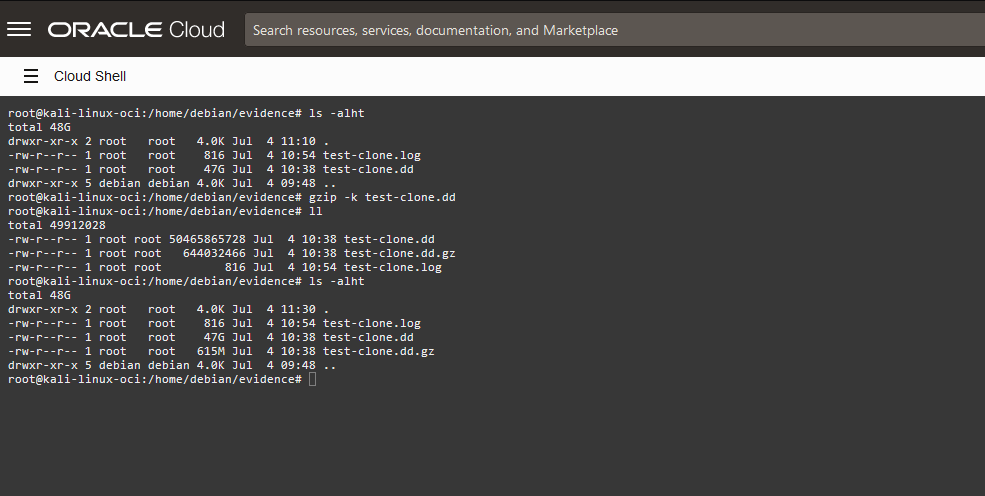 ORACLE Cloud Search resources, services, documentation, and Marketplace
Cloud Shell
root@kali-linux-oci:/home/debian/evidence# ls -alht
total 48G
drwxr-xr-x 2 root   root   4.0K Jul  4 11:10 .
-rw-r--r-- 1 root   root    816 Jul  4 10:54 test-clone.log
-rw-r--r-- 1 root   root    47G Jul  4 10:38 test-clone.dd
drwxr-xr-x 5 debian debian 4.0K Jul  4 09:48 ..
root@kali-linux-oci:/home/debian/evidence# gzip -k test-clone.dd
root@kali-linux-oci:/home/debian/evidence# ll
total 49912028
-rw-r--r-- 1 root root 50465865728 Jul  4 10:38 test-clone.dd
-rw-r--r-- 1 root root   644032466 Jul  4 10:38 test-clone.dd.gz
-rw-r--r-- 1 root root         816 Jul  4 10:54 test-clone.log
root@kali-linux-oci:/home/debian/evidence# ls -alht
total 48G
drwxr-xr-x 2 root   root   4.0K Jul  4 11:30 .
-rw-r--r-- 1 root   root    816 Jul  4 10:54 test-clone.log
-rw-r--r-- 1 root   root    47G Jul  4 10:38 test-clone.dd
-rw-r--r-- 1 root   root   615M Jul  4 10:38 test-clone.dd.gz
drwxr-xr-x 5 debian debian 4.0K Jul  4 09:48 ..
root@kali-linux-oci:/home/debian/evidence#